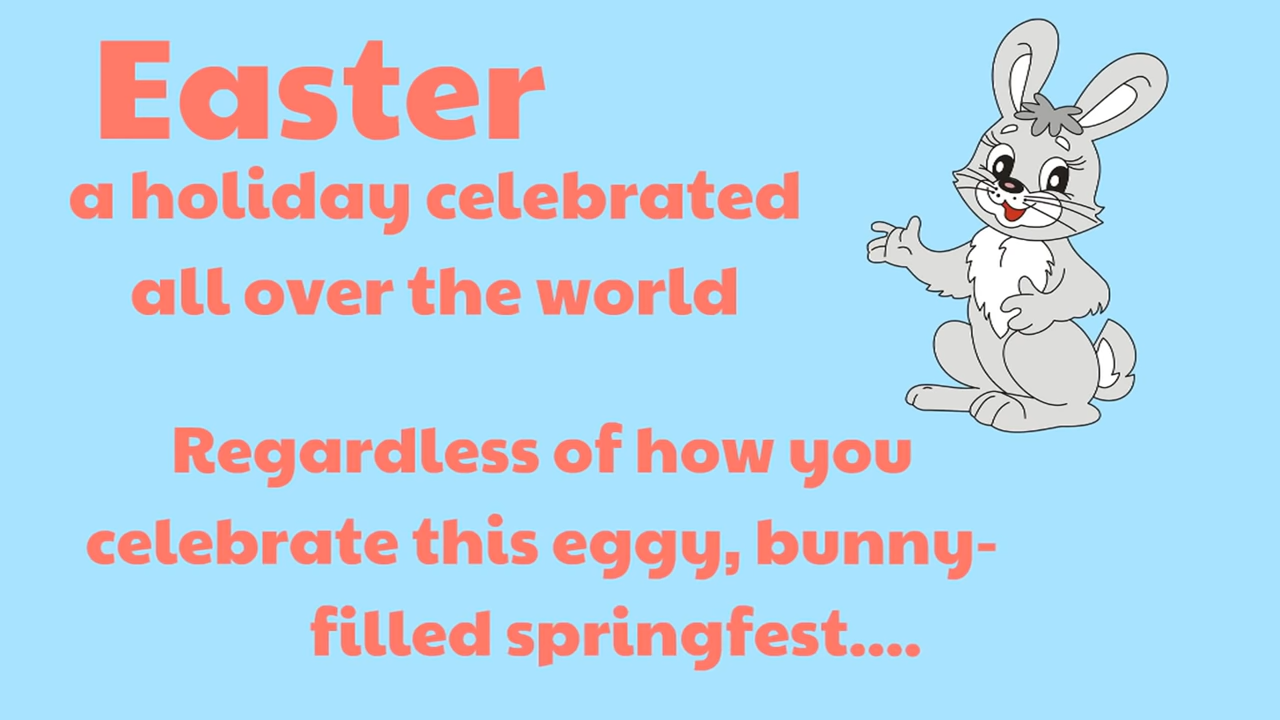 Easter
a holiday celebrated
all over the world
Regardless of how you
celebrate this eggy, bunny-
filled springfest....